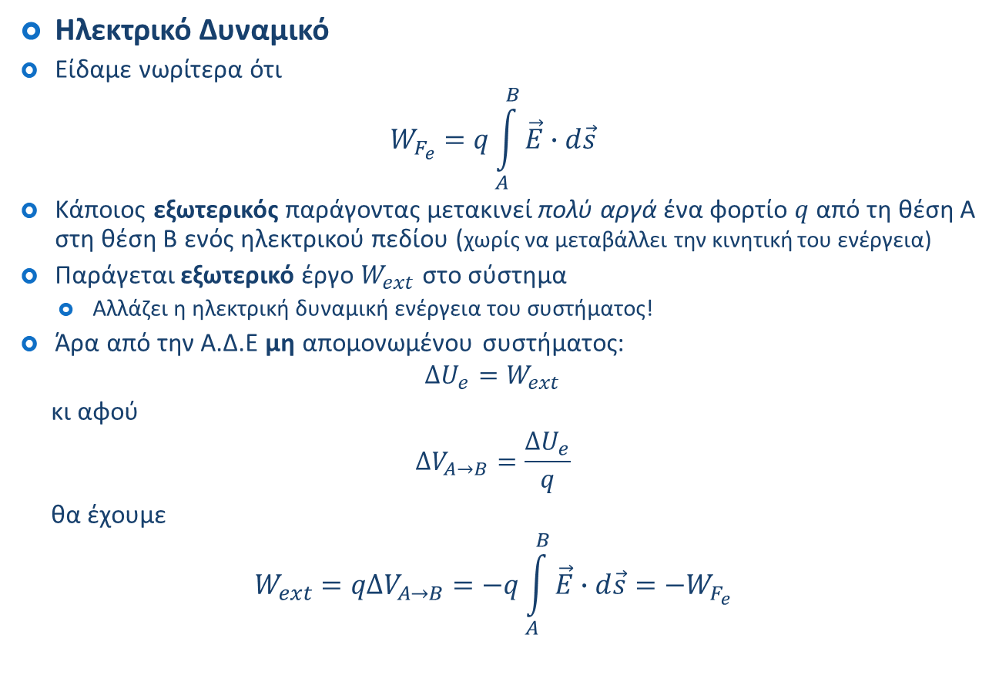 Ηλεκτρικό Δυναμικό
Είδαμε νωρίτερα ότι
$W_{F_e} = q \int_A^B \vec{E} \cdot d\vec{s}$
Κάποιος εξωτερικός παράγοντας μετακινεί πολύ αργά ένα φορτίο $q$ από τη θέση Α
στη θέση Β ενός ηλεκτρικού πεδίου (χωρίς να μεταβάλλει την κινητική του ενέργεια)
Παράγεται εξωτερικό έργο $W_{ext}$ στο σύστημα
Αλλάζει η ηλεκτρική δυναμική ενέργεια του συστήματος!
Άρα από την Α.Δ.Ε μη απομονωμένου συστήματος:
$\Delta U_e = W_{ext}$
κι αφού
$\Delta V_{A \to B} = \frac{\Delta U_e}{q}$
θα έχουμε
$W_{ext} = q \Delta V_{A \to B} = -q \int_A^B \vec{E} \cdot d\vec{s} = -W_{F_e}$